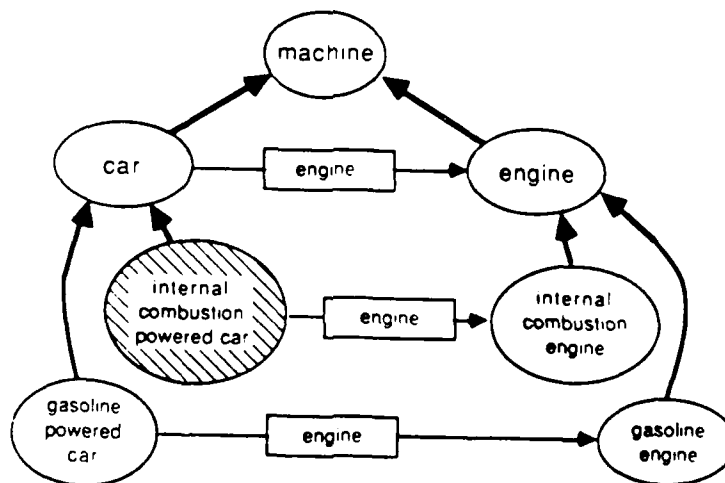 machine
car
engine
engine
internal
combustion
powered car
engine
internal
combustion
engine
gasoline
powered
car
engine
gasoline
engine